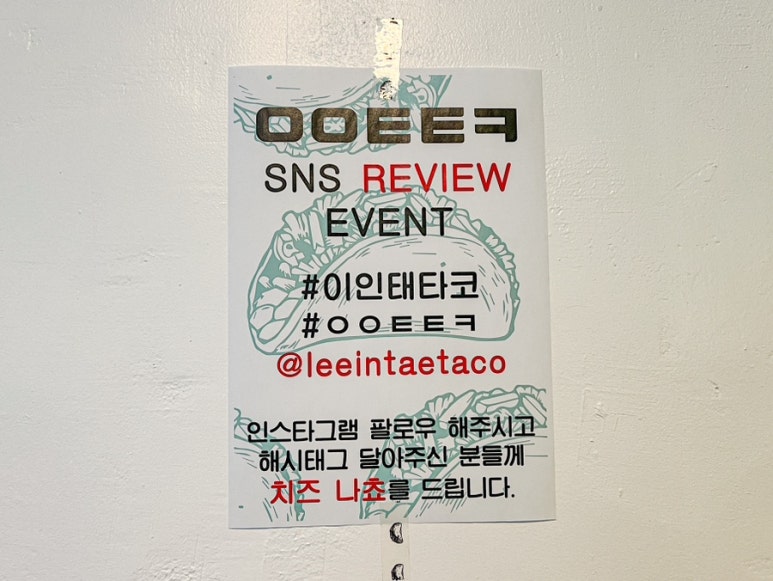 ㅇㅇㅌㅌㅋ
SNS REVIEW
EVENT
#이인태타코
#ㅇㅇㅌㅌㅋ
@leeintaetaco
인스타그램 팔로우 해주시고
해시태그 달아주신 분들께
치즈 나쵸를 드립니다.